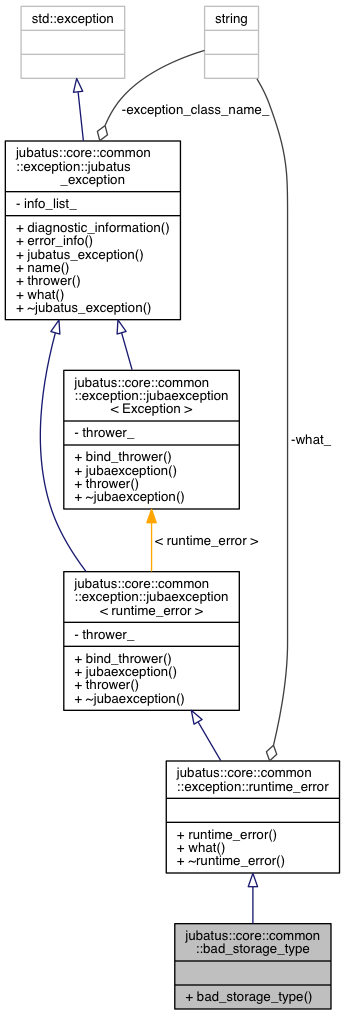 std::exception
string
-exception_class_name_
jubatus::core::common
::exception::jubatus
_exception
- info_list_
+ diagnostic_information()
+ error_info()
+ jubatus_exception()
+ name()
+ thrower()
+ what()
+ ~jubatus_exception()
jubatus::core::common
::exception::jubaexception
< Exception >
- thrower_
+ bind_thrower()
+ jubaexception()
+ thrower()
+ ~jubaexception()
-what_
< runtime_error >
jubatus::core::common
::exception::jubaexception
< runtime_error >
- thrower_
+ bind_thrower()
+ jubaexception()
+ thrower()
+ ~jubaexception()
jubatus::core::common
::exception::runtime_error
+ runtime_error()
+ what()
+ ~runtime_error()
jubatus::core::common
::bad_storage_type
+ bad_storage_type()